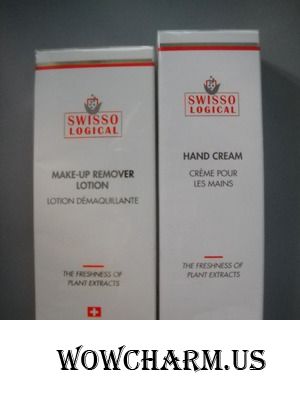 SWISSO
LOGICAL
MAKE-UP REMOVER
LOTION
LOTION DÉMAQUILLANTE
THE FRESHNESS OF
PLANT EXTRACTS
SWISSO
LOGICAL
HAND CREAM
CRÈME POUR
LES MAINS
THE FRESHNESS OF
PLANT EXTRACTS
WOWCHARM.US